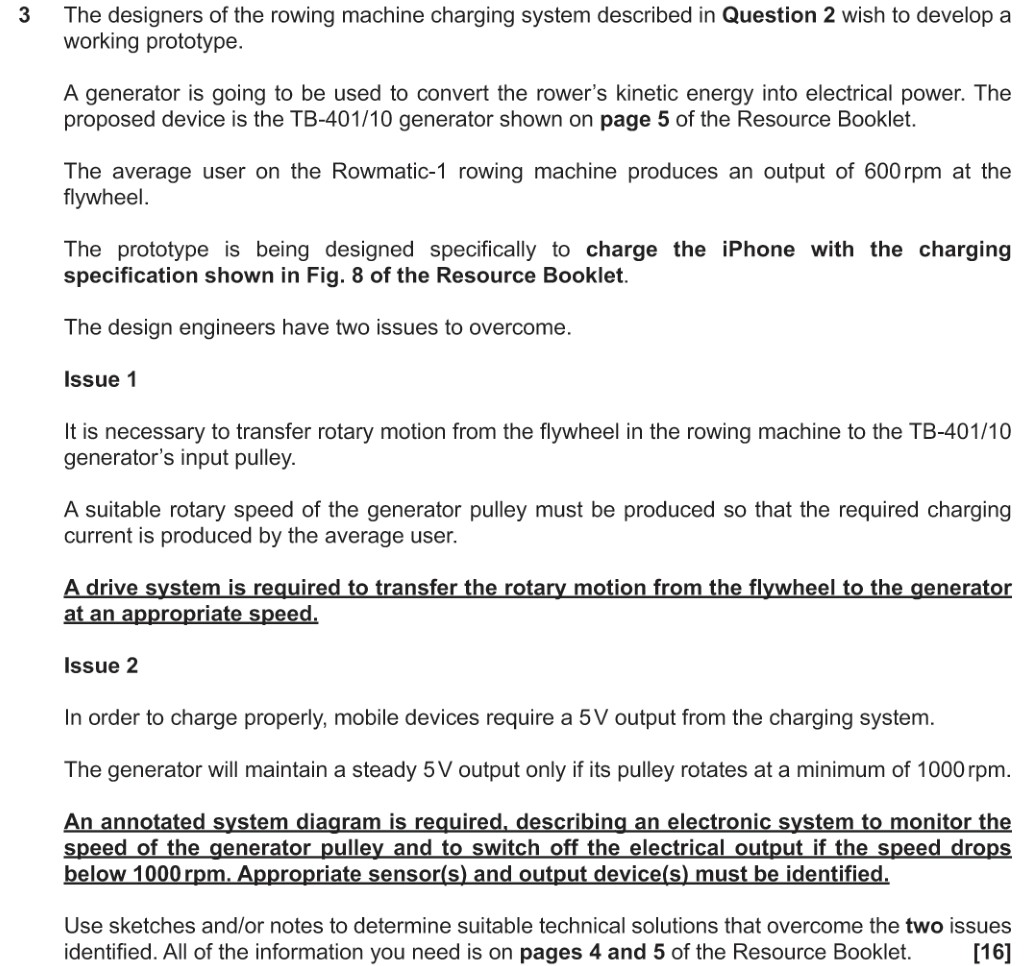 3 The designers of the rowing machine charging system described in Question 2 wish to develop a
working prototype.
A generator is going to be used to convert the rower's kinetic energy into electrical power. The
proposed device is the TB-401/10 generator shown on page 5 of the Resource Booklet.
The average user on the Rowmatic-1 rowing machine produces an output of 600 rpm at the
flywheel.
The prototype is being designed specifically to charge the iPhone with the charging
specification shown in Fig. 8 of the Resource Booklet.
The design engineers have two issues to overcome.
Issue 1
It is necessary to transfer rotary motion from the flywheel in the rowing machine to the TB-401/10
generator's input pulley.
A suitable rotary speed of the generator pulley must be produced so that the required charging
current is produced by the average user.
A drive system is required to transfer the rotary motion from the flywheel to the generator
at an appropriate speed.
Issue 2
In order to charge properly, mobile devices require a 5 V output from the charging system.
The generator will maintain a steady 5 V output only if its pulley rotates at a minimum of 1000 rpm.
An annotated system diagram is required, describing an electronic system to monitor the
speed of the generator pulley and to switch off the electrical output if the speed drops
below 1000 rpm. Appropriate sensor(s) and output device(s) must be identified.
Use sketches and/or notes to determine suitable technical solutions that overcome the two issues
identified. All of the information you need is on pages 4 and 5 of the Resource Booklet. [16]